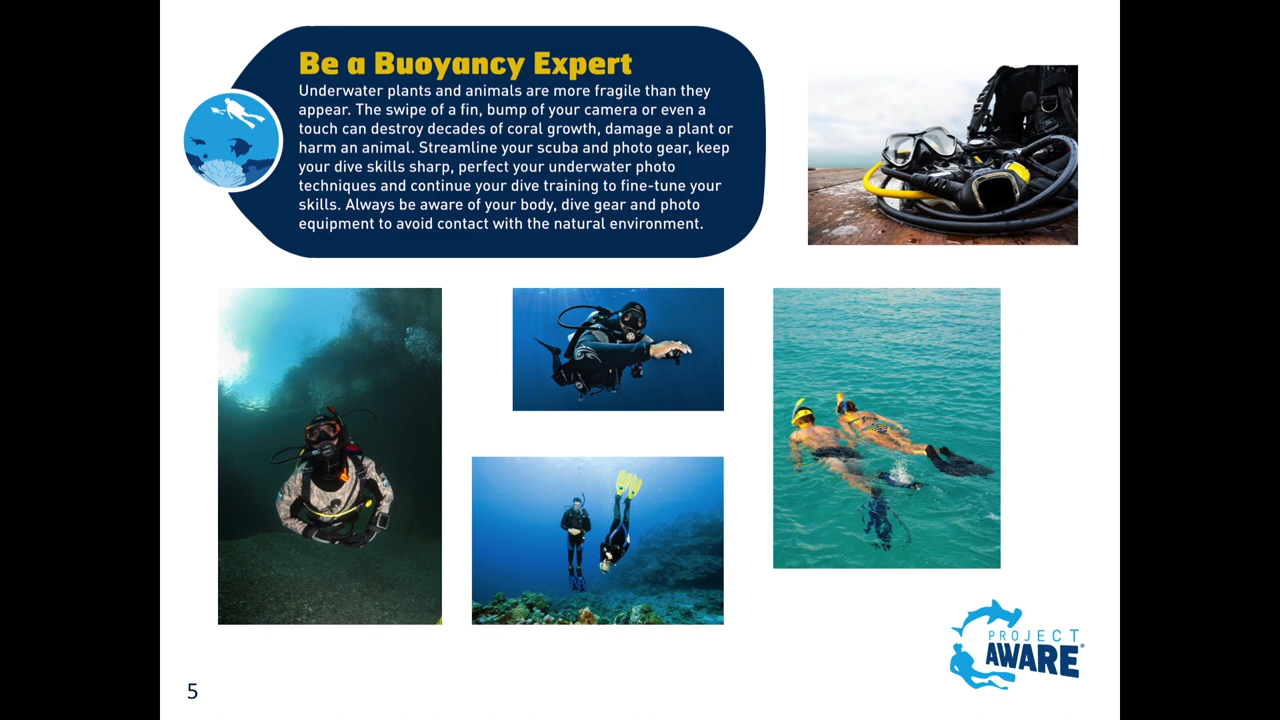 Be a Buoyancy Expert
Underwater plants and animals are more fragile than they
appear. The swipe of a fin, bump of your camera or even a
touch can destroy decades of coral growth, damage a plant or
harm an animal. Streamline your scuba and photo gear, keep
your dive skills sharp, perfect your underwater photo
techniques and continue your dive training to fine-tune your
skills. Always be aware of your body, dive gear and photo
equipment to avoid contact with the natural environment.
PROJECT
AWARE®
5